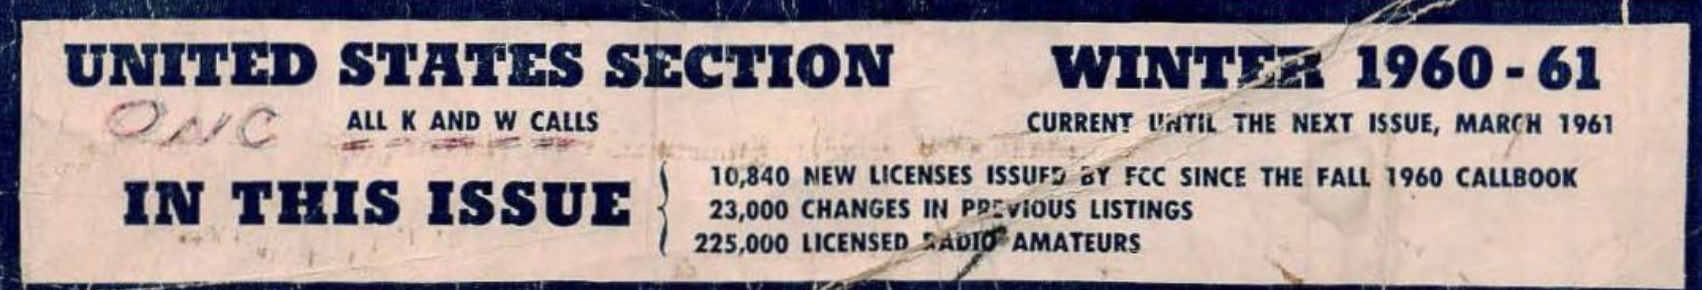 UNITED STATES SECTION WINTER 1960-61
ALL K AND W CALLS CURRENT UNTIL THE NEXT ISSUE, MARCH 1961
IN THIS ISSUE
10,840 NEW LICENSES ISSUED BY FCC SINCE THE FALL 1960 CALLBOOK
23,000 CHANGES IN PREVIOUS LISTINGS
225,000 LICENSED RADIO AMATEURS